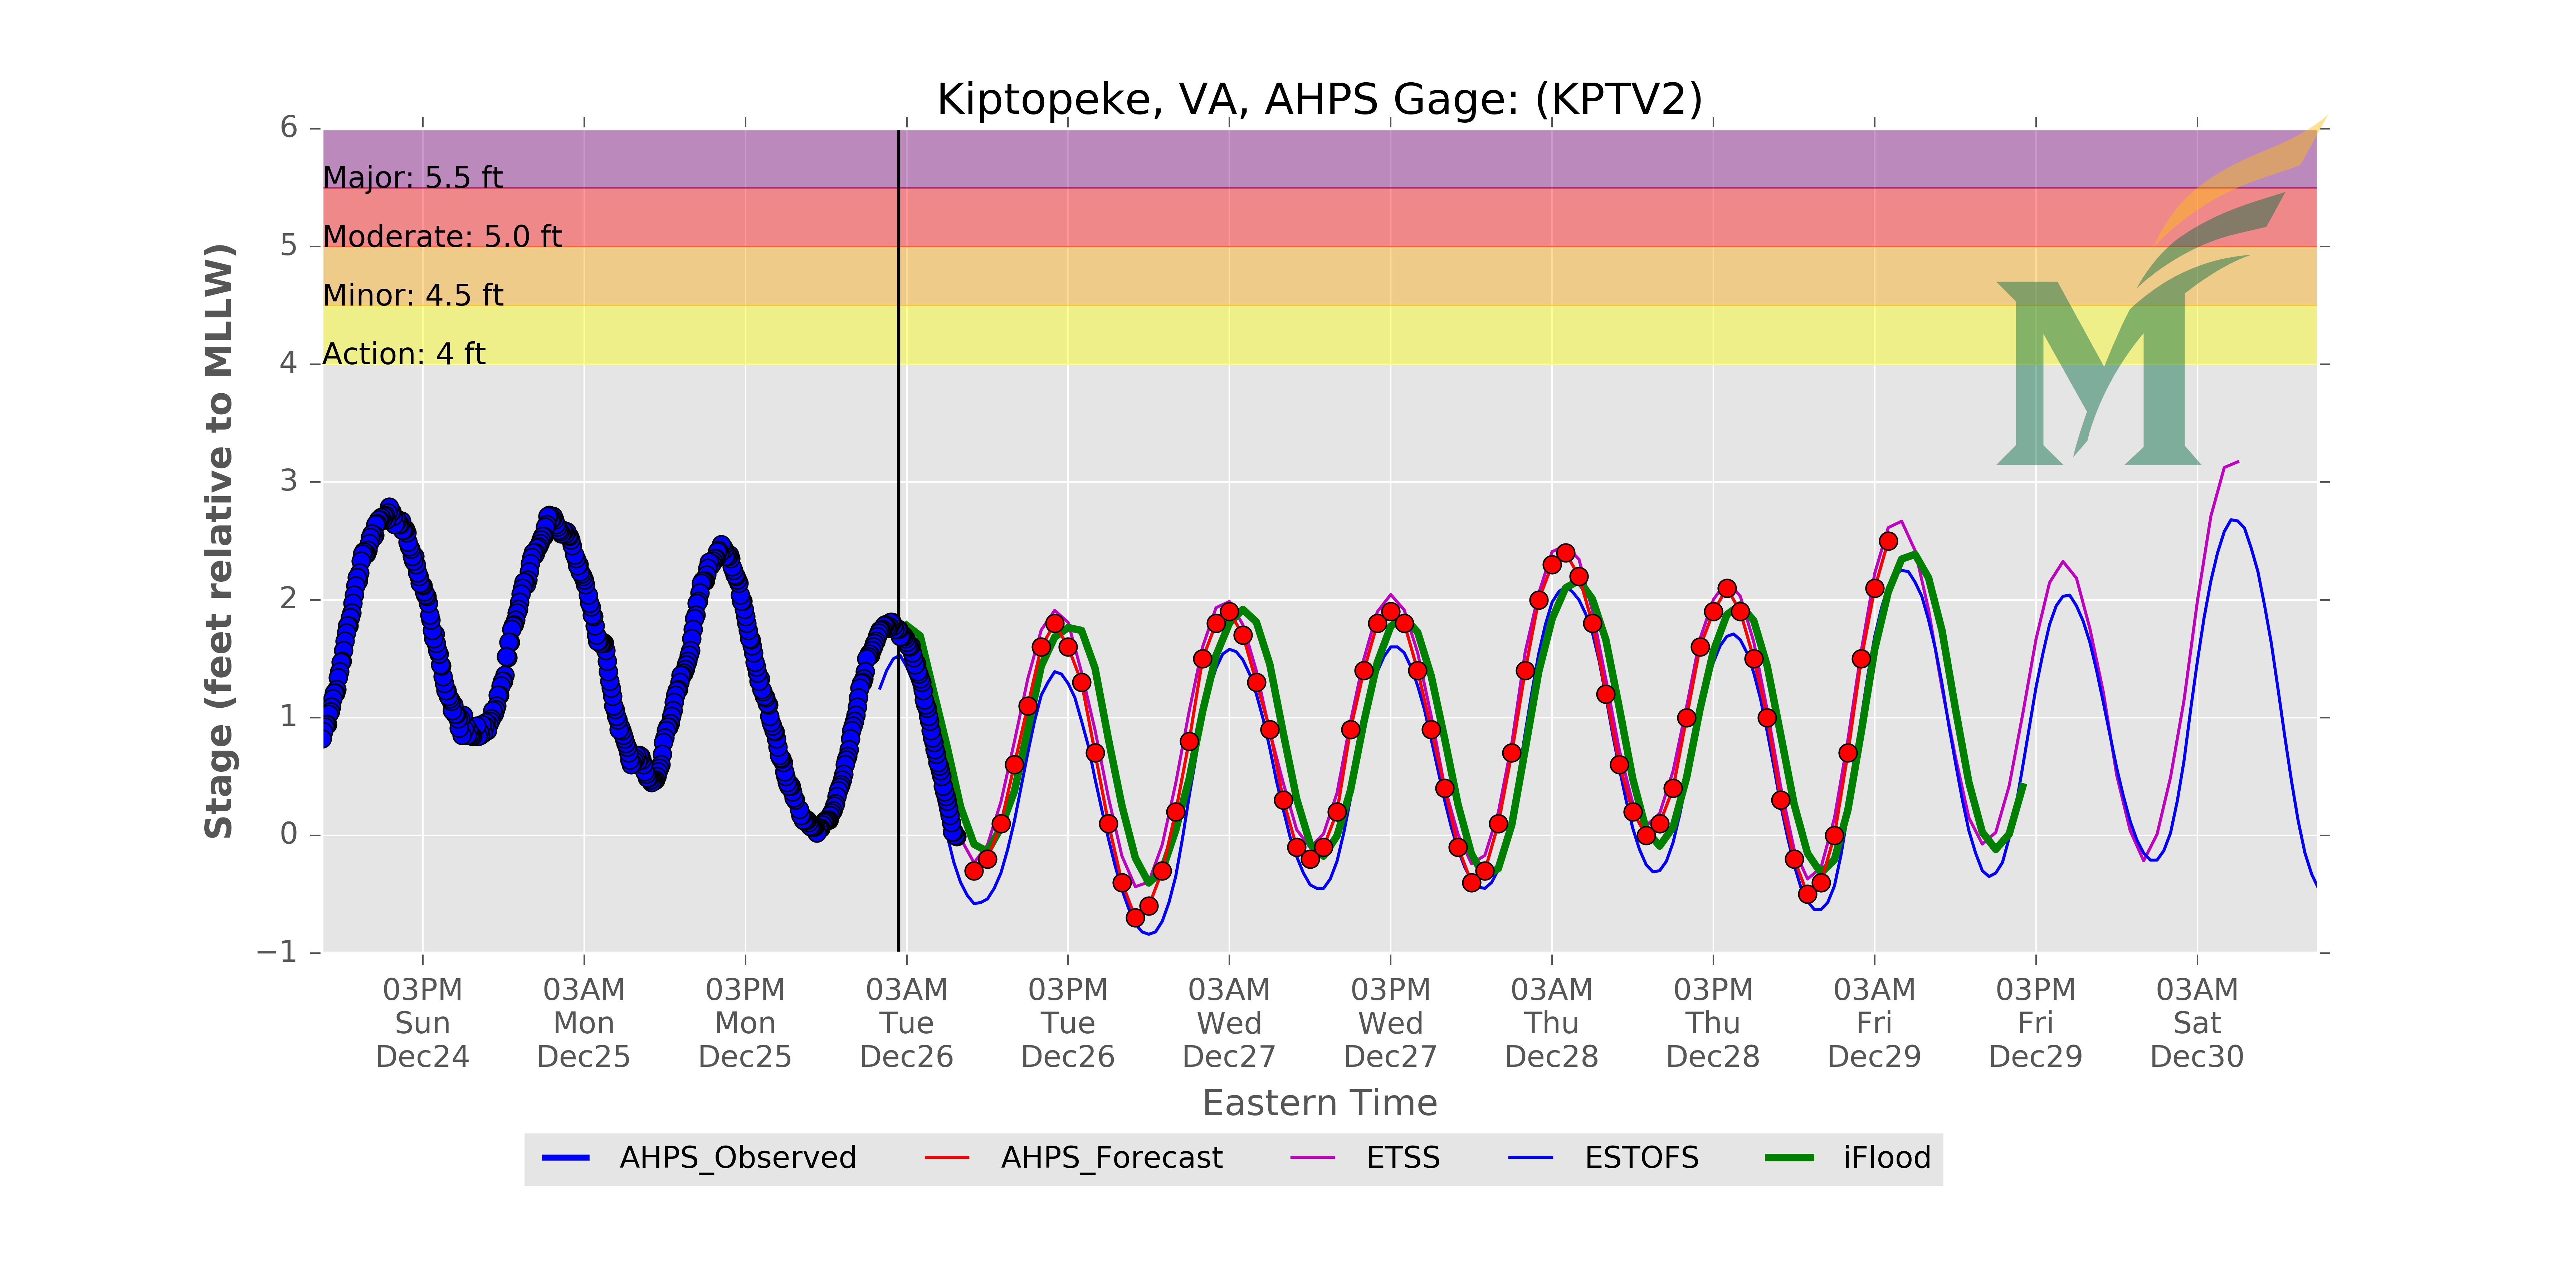 Kiptopeke, VA, AHPS Gage: (KPTV2)
6
Major: 5.5 ft
Moderate: 5.0 ft
5
Minor: 4.5 ft
Action: 4 ft
4
3
2
1
0
−1
Stage (feet relative to MLLW)
M
03PM 03AM 03PM 03AM 03PM 03AM 03PM 03AM 03PM 03AM 03PM 03AM
Sun Mon Mon Tue Tue Wed Wed Thu Thu Fri Fri Sat
Dec24 Dec25 Dec25 Dec26 Dec26 Dec27 Dec27 Dec28 Dec28 Dec29 Dec29 Dec30
Eastern Time
AHPS_Observed AHPS_Forecast ETSS ESTOFS iFlood